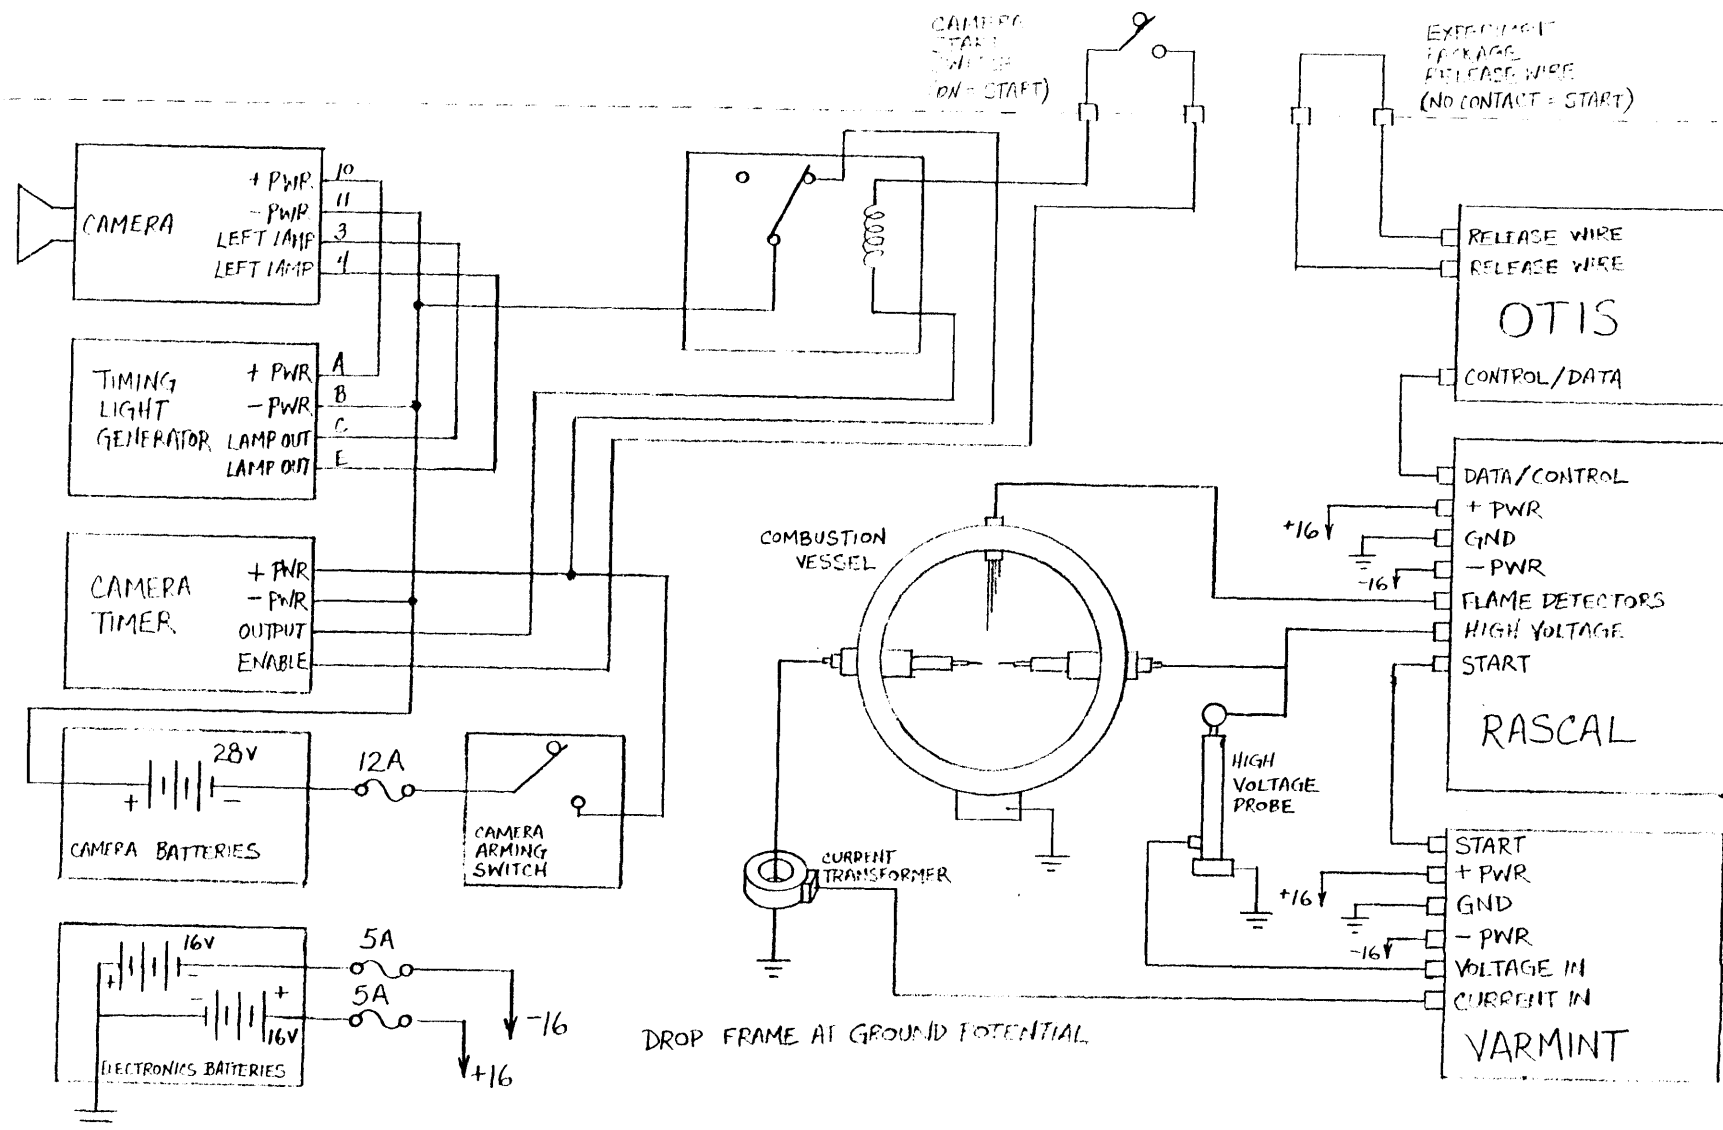 CAMERA
START
SWITCH
(ON = START)
EXPERIMENT
PACKAGE
RELEASE WIRE
(NO CONTACT = START)
CAMERA
+ PWR 10
- PWR 11
LEFT LAMP 3
LEFT LAMP 4
TIMING
LIGHT
GENERATOR
+ PWR A
- PWR B
LAMP OUT C
LAMP OUT E
CAMERA
TIMER
+ PWR
- PWR
OUTPUT
ENABLE
28V
+ -
CAMERA BATTERIES
12A
CAMERA
ARMING
SWITCH
16V
+ -
- +
16V
ELECTRONICS BATTERIES
5A
5A
-16
+16
COMBUSTION
VESSEL
CURRENT
TRANSFORMER
HIGH
VOLTAGE
PROBE
DROP FRAME AT GROUND POTENTIAL
RELEASE WIRE
RELEASE WIRE
OTIS
CONTROL/DATA
DATA/CONTROL
+16 + PWR
GND
-16 - PWR
FLAME DETECTORS
HIGH VOLTAGE
START
RASCAL
START
+16 + PWR
GND
-16 - PWR
VOLTAGE IN
CURRENT IN
VARMINT